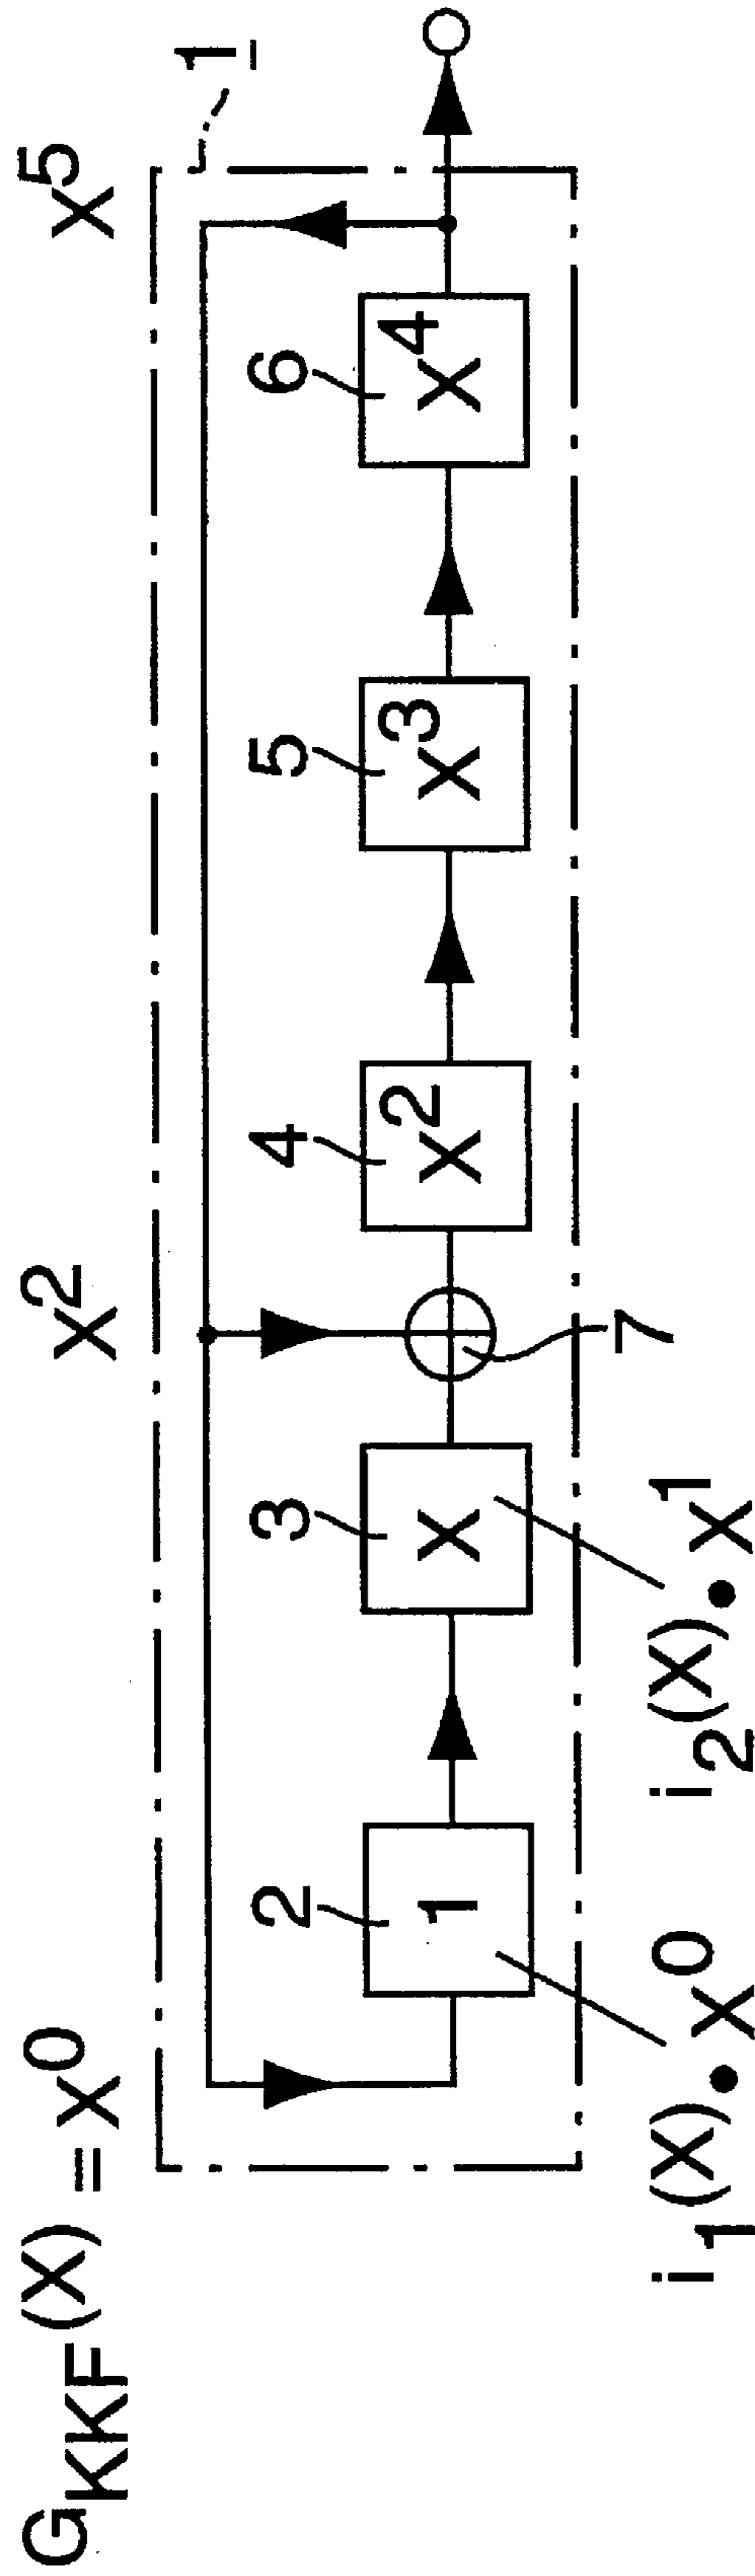 G_KKF(X) = X^0 X^2 X^5
1
2 3 4 5 6
1 X X^2 X^3 X^4
7
i_1(X) • X^0 i_2(X) • X^1